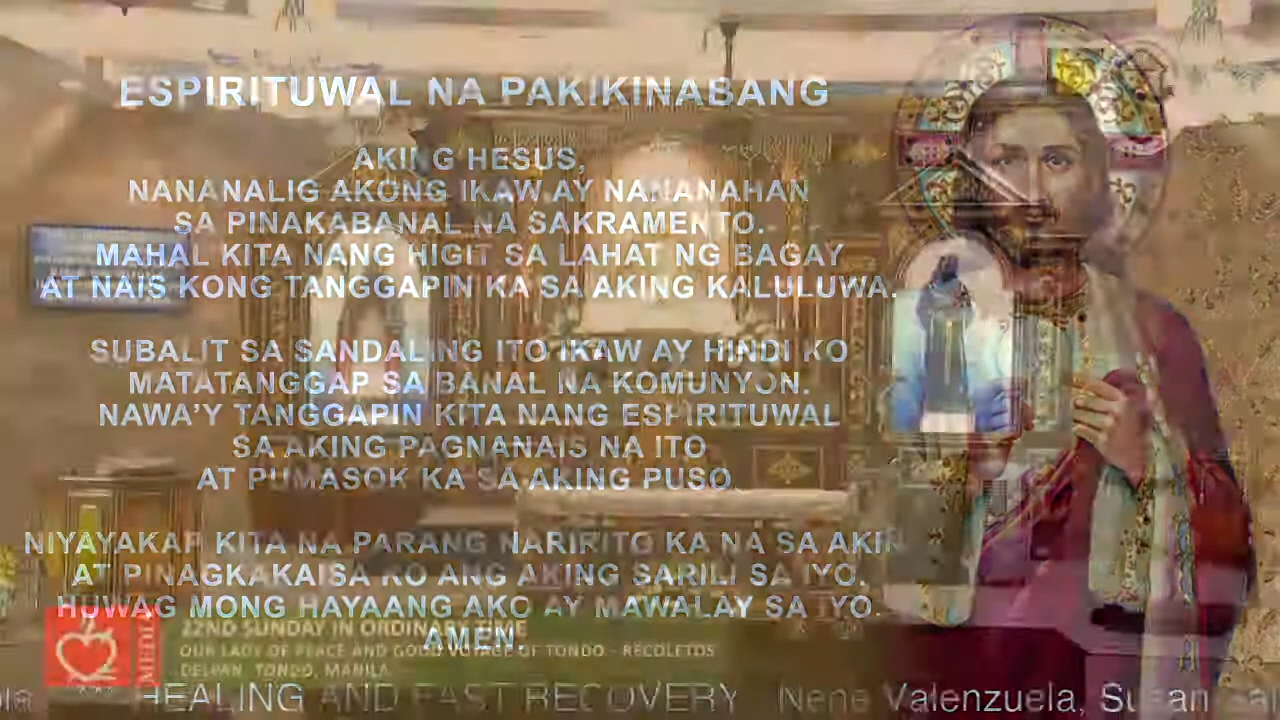 ESPIRITUWAL NA PAKIKINABANG
AKING HESUS,
NANANALIG AKONG IKAW AY NANANAHAN
SA PINAKABANAL NA SAKRAMENTO.
MAHAL KITA NANG HIGIT SA LAHAT NG BAGAY
AT NAIS KONG TANGGAPIN KA SA AKING KALULUWA.
SUBALIT SA SANDALING ITO IKAW AY HINDI KO
MATATANGGAP SA BANAL NA KOMUNYON.
NAWA'Y TANGGAPIN KITA NANG ESPIRITUWAL
SA AKING PAGNANAIS NA ITO
AT PUMASOK KA SA AKING PUSO.
NIYAYAKAP KITA NA PARANG NARIRITO KA NA SA AKIN
AT PINAGKAKAISA KO ANG AKING SARILI SA IYO.
HUWAG MONG HAYAANG AKO AY MAWALAY SA IYO.
AMEN.
MEDIA
22ND SUNDAY IN ORDINARY TIME
OUR LADY OF PEACE AND GOOD VOYAGE OF TONDO - RECOLETOS
DELPAN, TONDO, MANILA
HEALING AND FAST RECOVERY Nene Valenzuela, Susan